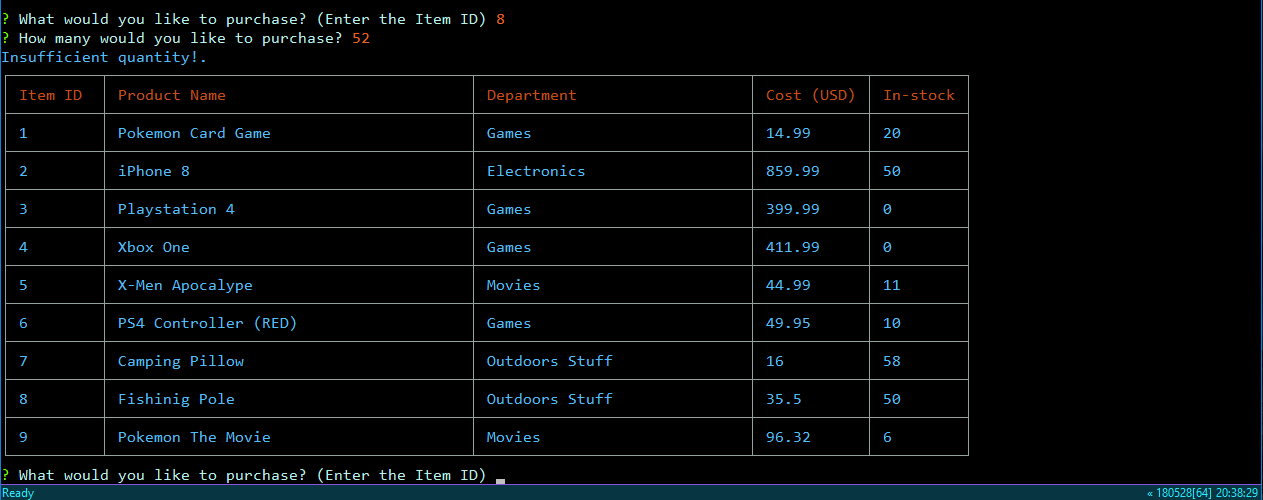 ? What would you like to purchase? (Enter the Item ID) 8
? How many would you like to purchase? 52
Insufficient quantity!.
Item ID Product Name Department Cost (USD) In-stock
1 Pokemon Card Game Games 14.99 20
2 iPhone 8 Electronics 859.99 50
3 Playstation 4 Games 399.99 0
4 Xbox One Games 411.99 0
5 X-Men Apocalype Movies 44.99 11
6 PS4 Controller (RED) Games 49.95 10
7 Camping Pillow Outdoors Stuff 16 58
8 Fishinig Pole Outdoors Stuff 35.5 50
9 Pokemon The Movie Movies 96.32 6
? What would you like to purchase? (Enter the Item ID)
Ready « 180528[64] 20:38:29